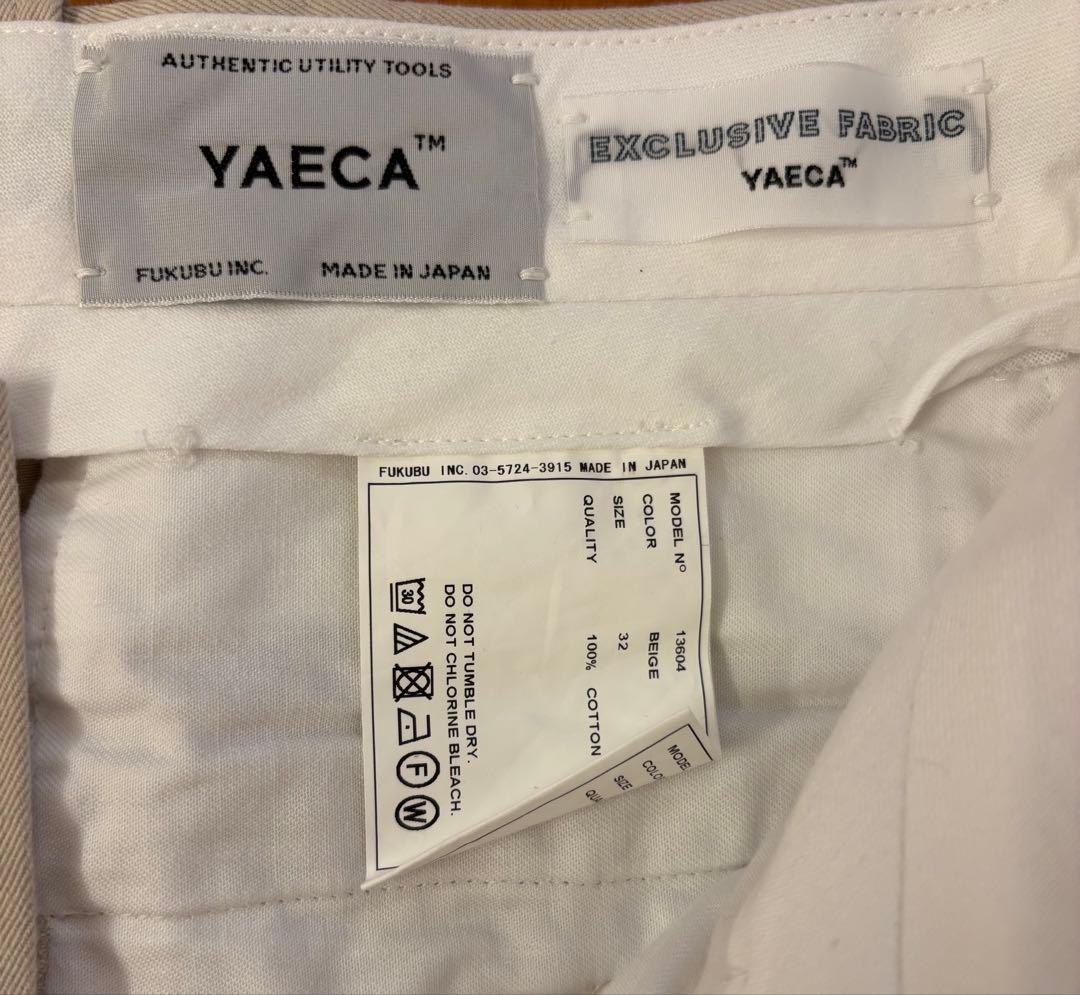 AUTHENTIC UTILITY TOOLS
YAECA™
FUKUBU INC. MADE IN JAPAN
EXCLUSIVE FABRIC
YAECA™
FUKUBU INC. 03-5724-3915 MADE IN JAPAN
MODEL Nº 13604
COLOR BEIGE
SIZE 32
QUALITY 100% COTTON
DO NOT TUMBLE DRY.
DO NOT CHLORINE BLEACH.
30
F
W
SIZE